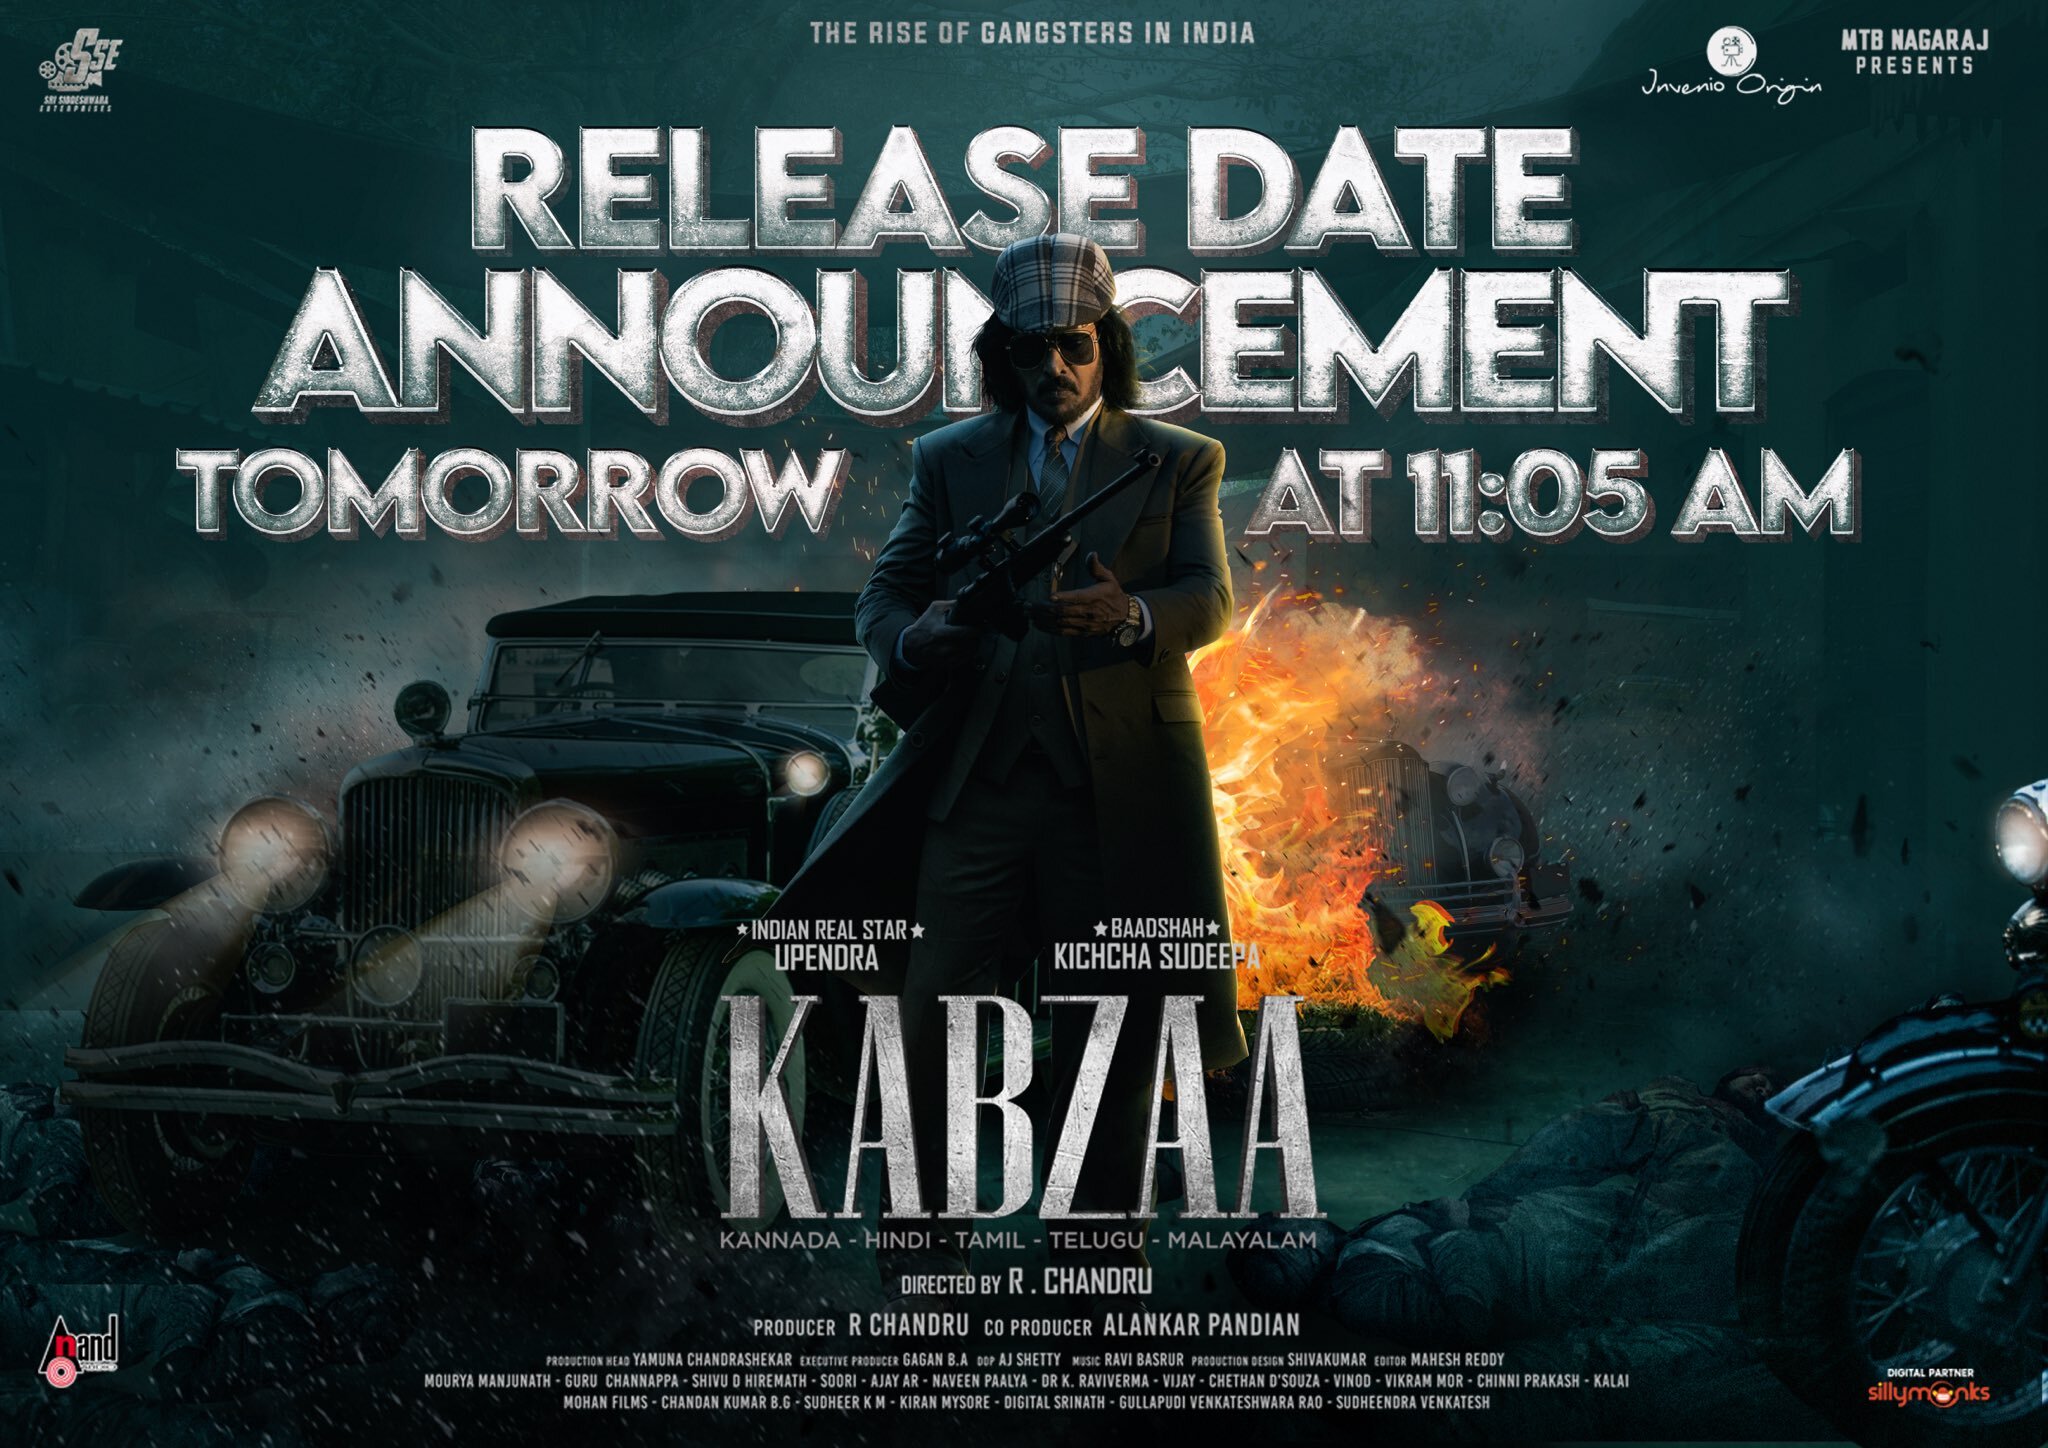 THE RISE OF GANGSTERS IN INDIA
SSE
SRI SIDDESHWARA
ENTERPRISES
Invenio Origin
MTB NAGARAJ
PRESENTS
RELEASE DATE
ANNOUNCEMENT
TOMORROW AT 11:05 AM
★INDIAN REAL STAR★
UPENDRA
★BAADSHAH★
KICHCHA SUDEEPA
KABZAA
KANNADA - HINDI - TAMIL - TELUGU - MALAYALAM
DIRECTED BY R . CHANDRU
PRODUCER R CHANDRU CO PRODUCER ALANKAR PANDIAN
PRODUCTION HEAD YAMUNA CHANDRASHEKAR EXECUTIVE PRODUCER GAGAN B.A DOP AJ SHETTY MUSIC RAVI BASRUR PRODUCTION DESIGN SHIVAKUMAR EDITOR MAHESH REDDY
MOURYA MANJUNATH - GURU CHANNAPPA - SHIVU D HIREMATH - SOORI - AJAY AR - NAVEEN PAALYA - DR K. RAVIVERMA - VIJAY - CHETHAN D'SOUZA - VINOD - VIKRAM MOR - CHINNI PRAKASH - KALAI
MOHAN FILMS - CHANDAN KUMAR B.G - SUDHEER K M - KIRAN MYSORE - DIGITAL SRINATH - GULLAPUDI VENKATESHWARA RAO - SUDHEENDRA VENKATESH
Anand
AUDIO
DIGITAL PARTNER
sillymonks